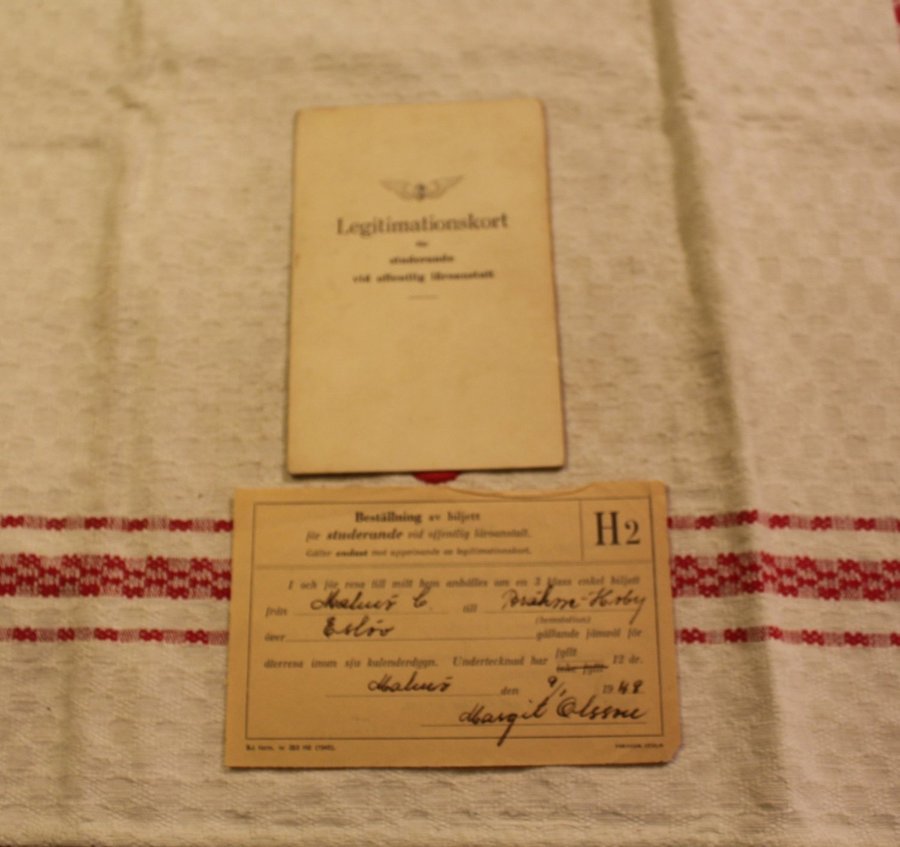 Legitimationskort
för
studerande
vid offentlig läroanstalt
Beställning av biljett
för studerande vid offentlig läroanstalt.
Gäller endast mot uppvisande av legitimationskort.
H2
I och för resa till mitt hem anhålles om en 3 klass enkel biljett
från Malmö C. till Bräkne-Hoby
(hemstation)
över Eslöv gällande jämväl för
återresa inom sju kalenderdygn. Undertecknad har fyllt
icke fyllt 12 år.
Malmö den 9/1 1948.
Margit Olsson